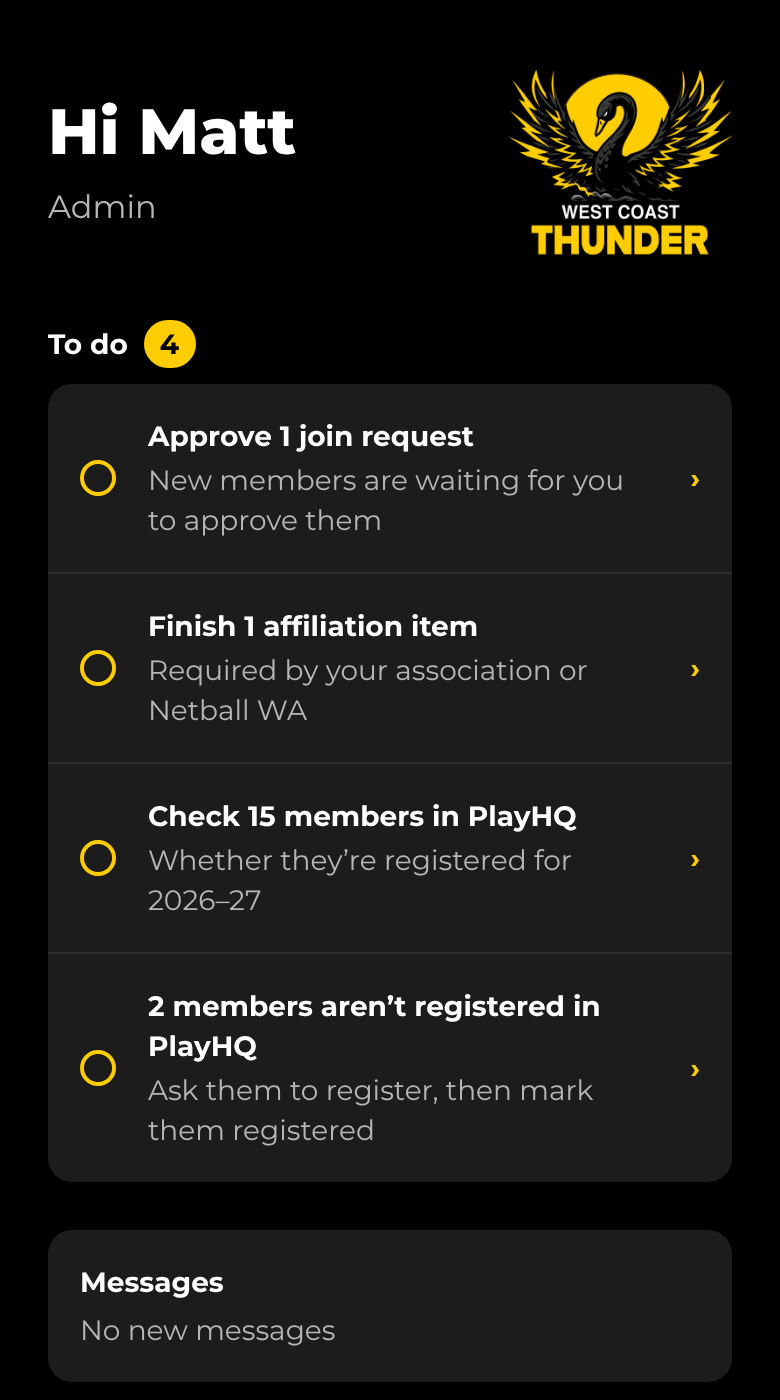 Hi Matt
Admin
WEST COAST
THUNDER
To do 4
Approve 1 join request
New members are waiting for you
to approve them
›
Finish 1 affiliation item
Required by your association or
Netball WA
›
Check 15 members in PlayHQ
Whether they’re registered for
2026–27
›
2 members aren’t registered in
PlayHQ
Ask them to register, then mark
them registered
›
Messages
No new messages